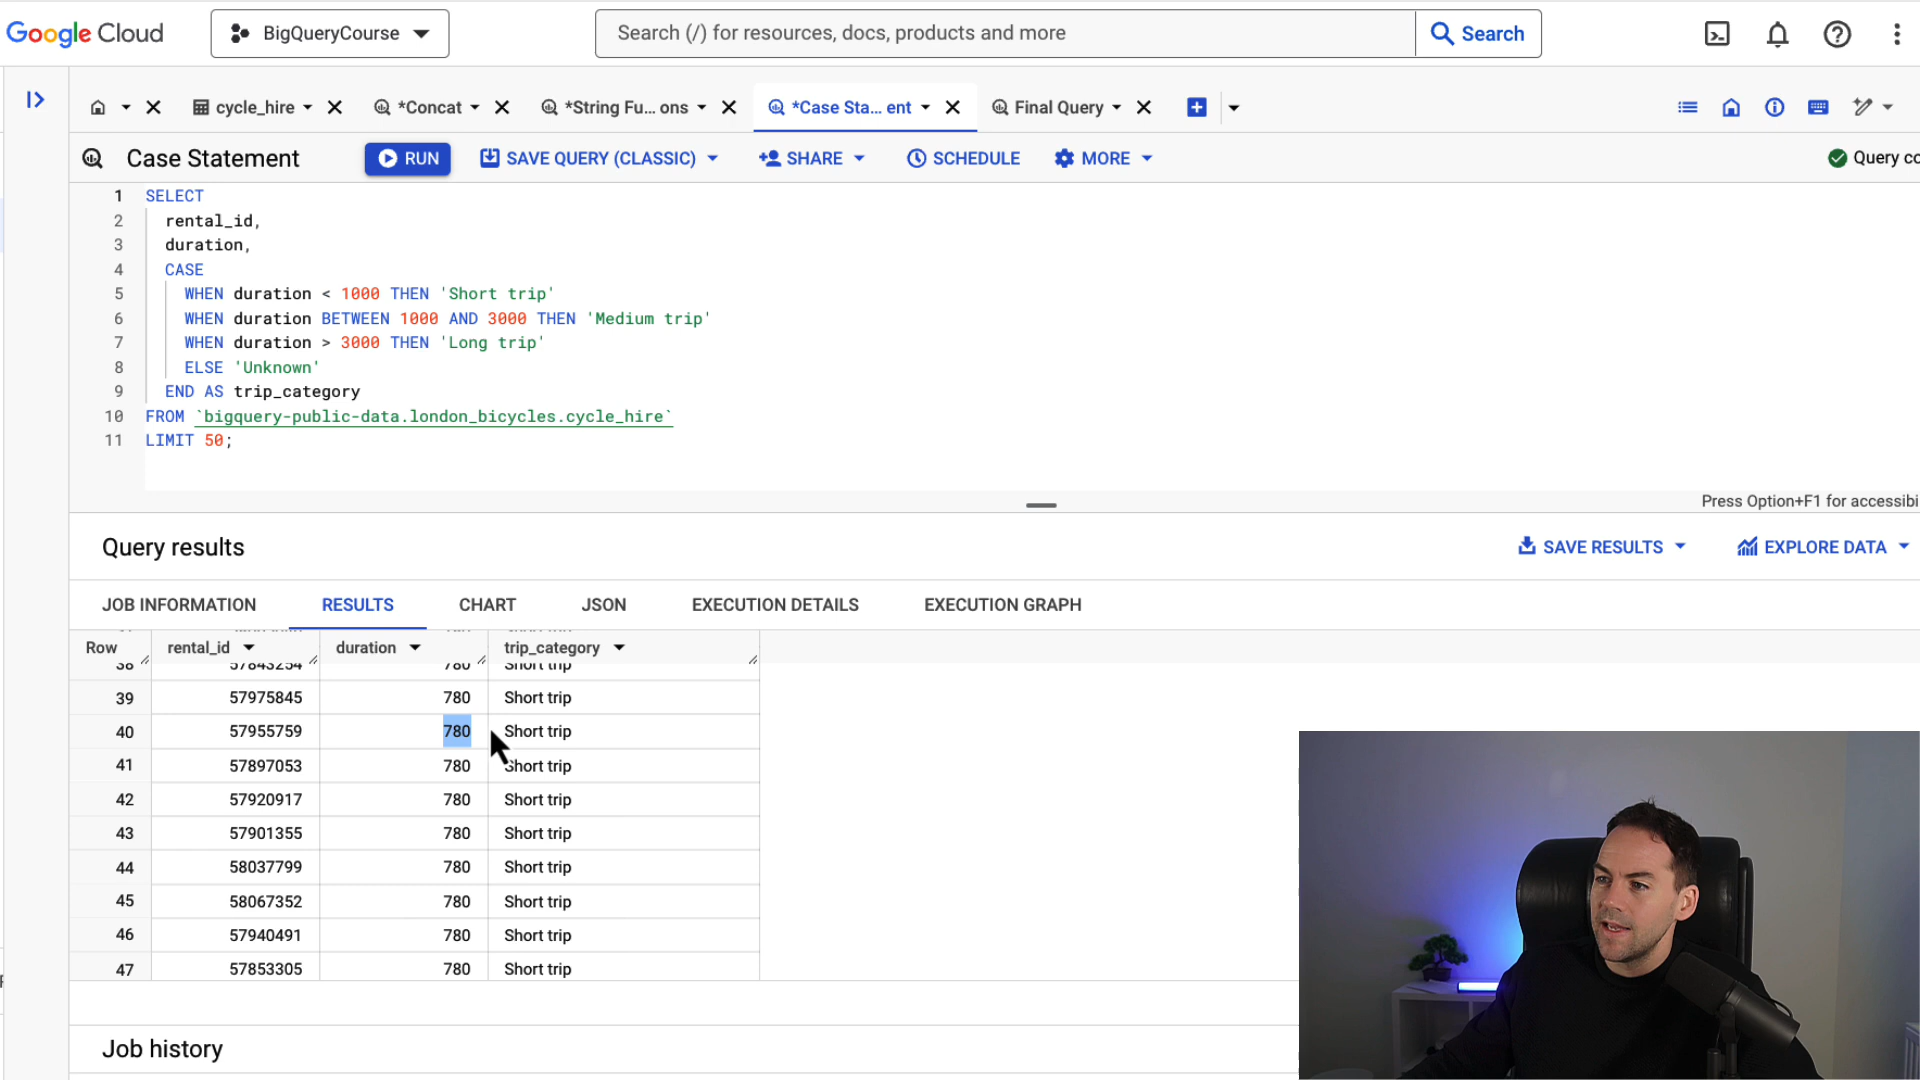 Google Cloud
BigQueryCourse
Search (/) for resources, docs, products and more
Search
cycle_hire
*Concat
*String Fu... ons
*Case Sta... ent
Final Query
Case Statement
RUN
SAVE QUERY (CLASSIC)
SHARE
SCHEDULE
MORE
Query co
1 SELECT
2 rental_id,
3 duration,
4 CASE
5 WHEN duration < 1000 THEN 'Short trip'
6 WHEN duration BETWEEN 1000 AND 3000 THEN 'Medium trip'
7 WHEN duration > 3000 THEN 'Long trip'
8 ELSE 'Unknown'
9 END AS trip_category
10 FROM `bigquery-public-data.london_bicycles.cycle_hire`
11 LIMIT 50;
Press Option+F1 for accessibi
Query results
SAVE RESULTS
EXPLORE DATA
JOB INFORMATION
RESULTS
CHART
JSON
EXECUTION DETAILS
EXECUTION GRAPH
Row rental_id duration trip_category
38 57843254 780 Short trip
39 57975845 780 Short trip
40 57955759 780 Short trip
41 57897053 780 Short trip
42 57920917 780 Short trip
43 57901355 780 Short trip
44 58037799 780 Short trip
45 58067352 780 Short trip
46 57940491 780 Short trip
47 57853305 780 Short trip
Job history